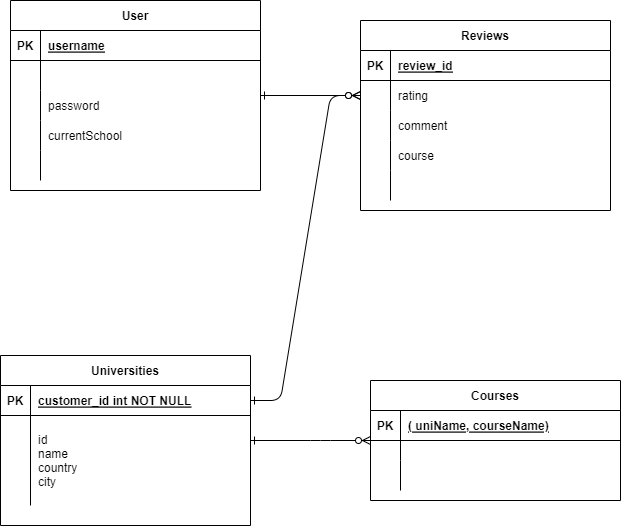 User
PK username
password
currentSchool
Reviews
PK review_id
rating
comment
course
Universities
PK customer_id int NOT NULL
id
name
country
city
Courses
PK ( uniName, courseName)